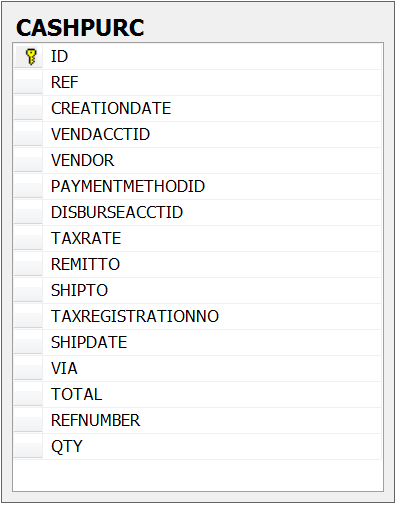 CASHPURC
ID
REF
CREATIONDATE
VENDACCTID
VENDOR
PAYMENTMETHODID
DISBURSEACCTID
TAXRATE
REMITTO
SHIPTO
TAXREGISTRATIONNO
SHIPDATE
VIA
TOTAL
REFNUMBER
QTY